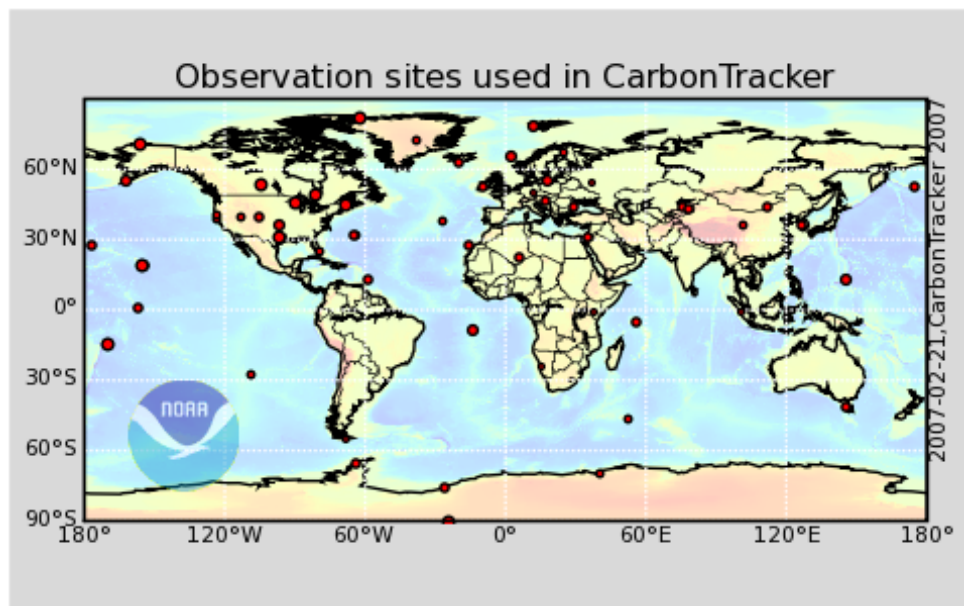 Observation sites used in CarbonTracker
60°N
30°N
0°
30°S
60°S
90°S
180°
120°W
60°W
0°
60°E
120°E
180°
NOAA
2007-02-21,CarbonTracker 2007